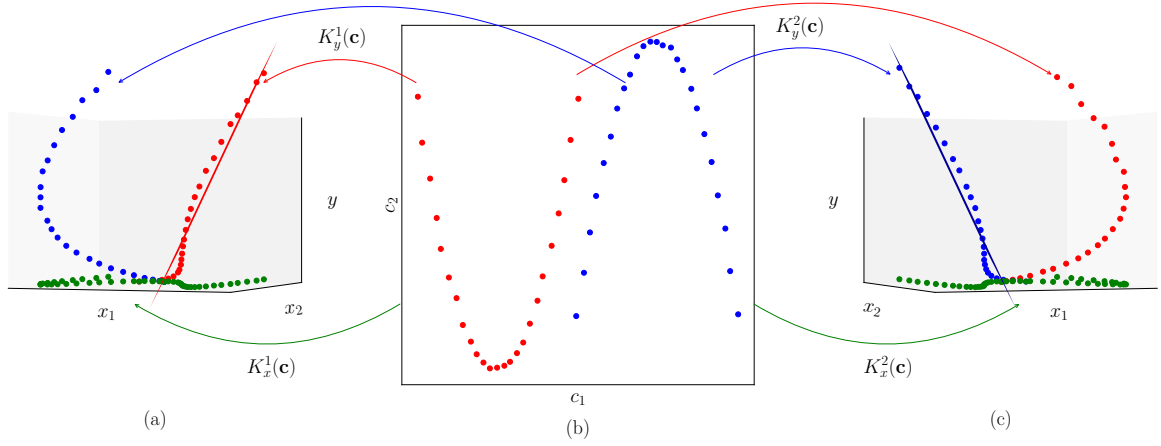 K_y^1(𝐜)
K_y^2(𝐜)
y
c_2
y
x_1
x_2
x_2
x_1
K_x^1(𝐜)
K_x^2(𝐜)
c_1
(a)
(b)
(c)